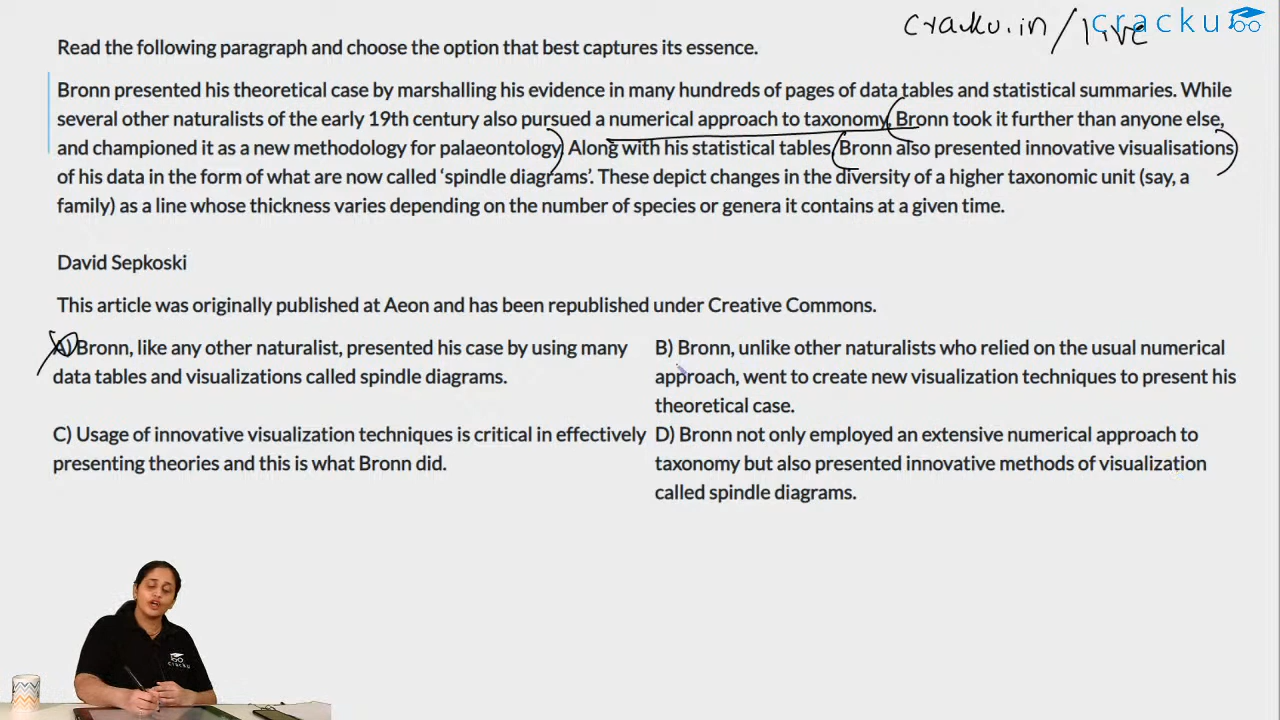 cracku.in/live
cracku
Read the following paragraph and choose the option that best captures its essence.
Bronn presented his theoretical case by marshalling his evidence in many hundreds of pages of data tables and statistical summaries. While
several other naturalists of the early 19th century also pursued a numerical approach to taxonomy, Bronn took it further than anyone else,
and championed it as a new methodology for palaeontology. Along with his statistical tables, Bronn also presented innovative visualisations
of his data in the form of what are now called 'spindle diagrams'. These depict changes in the diversity of a higher taxonomic unit (say, a
family) as a line whose thickness varies depending on the number of species or genera it contains at a given time.
David Sepkoski
This article was originally published at Aeon and has been republished under Creative Commons.
A) Bronn, like any other naturalist, presented his case by using many
data tables and visualizations called spindle diagrams.
B) Bronn, unlike other naturalists who relied on the usual numerical
approach, went to create new visualization techniques to present his
theoretical case.
C) Usage of innovative visualization techniques is critical in effectively
presenting theories and this is what Bronn did.
D) Bronn not only employed an extensive numerical approach to
taxonomy but also presented innovative methods of visualization
called spindle diagrams.
cracku